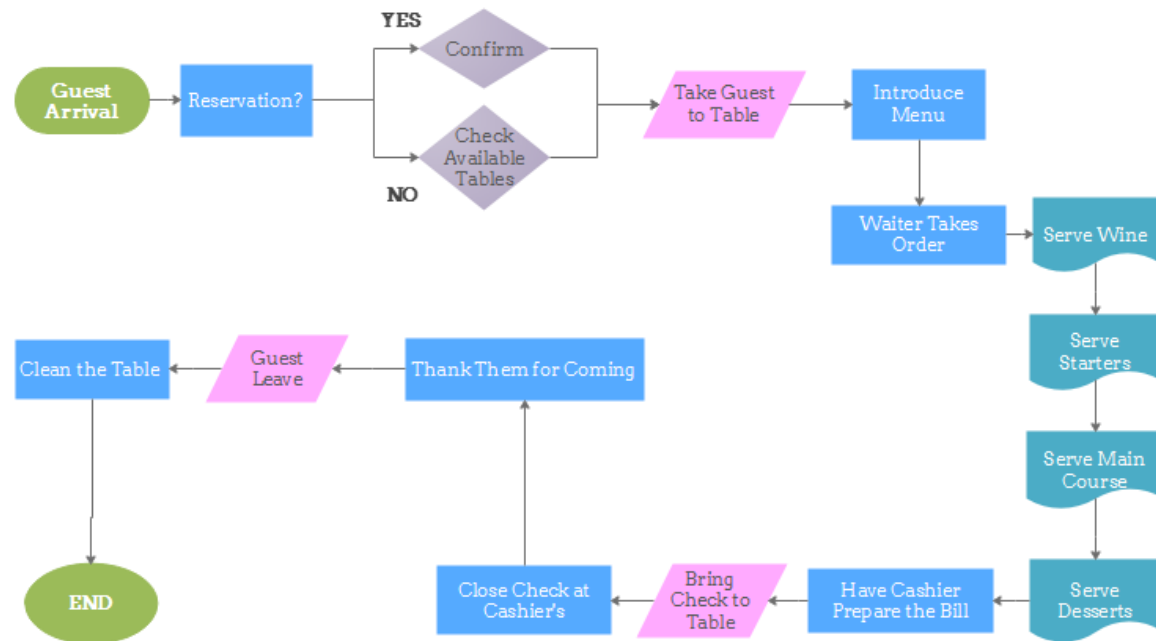 YES
Confirm
Guest
Arrival
Reservation?
Check
Available
Tables
NO
Take Guest
to Table
Introduce
Menu
Waiter Takes
Order
Serve Wine
Serve
Starters
Serve Main
Course
Serve
Desserts
Have Cashier
Prepare the Bill
Bring
Check to
Table
Close Check at
Cashier's
Thank Them for Coming
Guest
Leave
Clean the Table
END